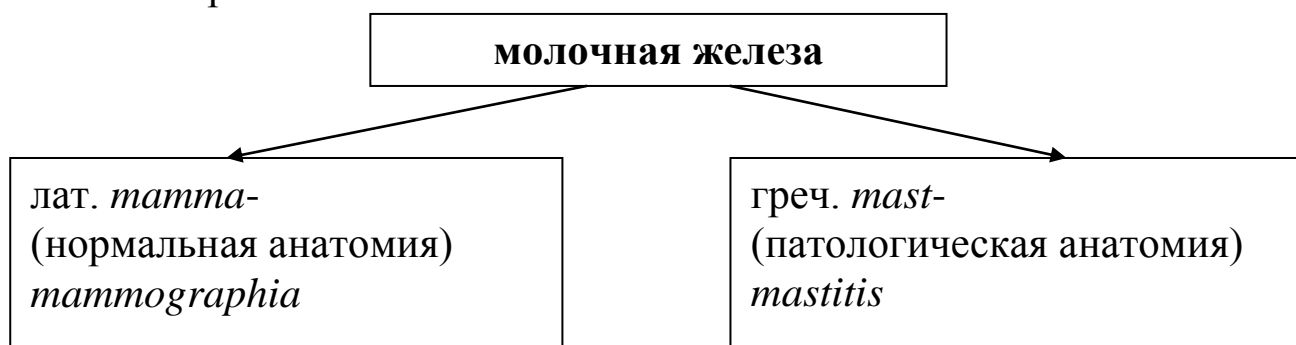 молочная железа
лат. mamma-
(нормальная анатомия)
mammographia
греч. mast-
(патологическая анатомия)
mastitis